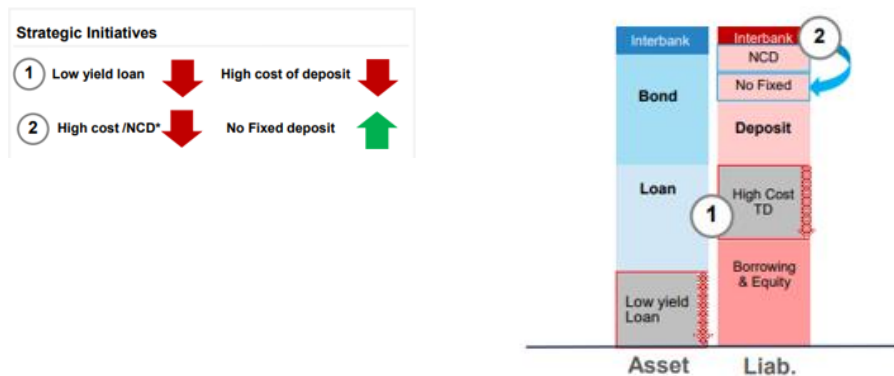 Strategic Initiatives
1 Low yield loan High cost of deposit
2 High cost /NCD* No Fixed deposit
Interbank Interbank 2
NCD
No Fixed
Bond
Deposit
Loan
High Cost
TD
1
Borrowing
& Equity
Low yield
Loan
Asset Liab.